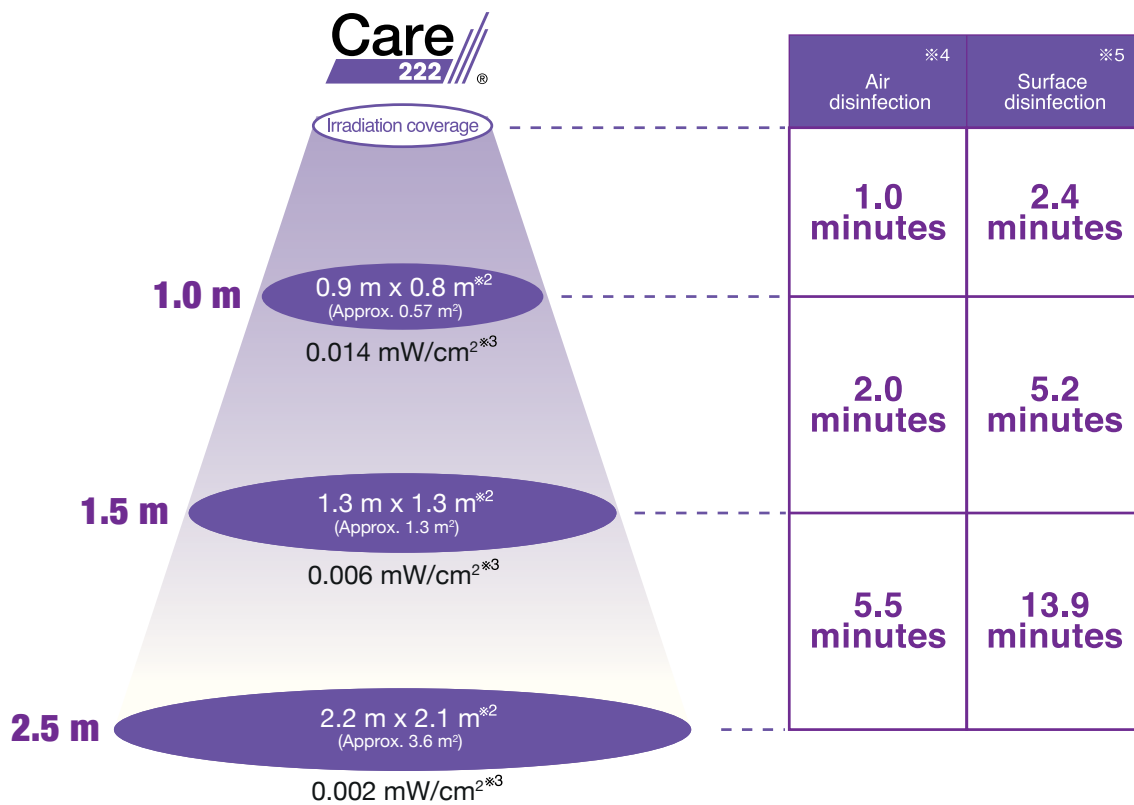 Care
222
®
Irradiation coverage
1.0 m
0.9 m x 0.8 m※2
(Approx. 0.57 m²)
0.014 mW/cm²※3
1.5 m
1.3 m x 1.3 m※2
(Approx. 1.3 m²)
0.006 mW/cm²※3
2.5 m
2.2 m x 2.1 m※2
(Approx. 3.6 m²)
0.002 mW/cm²※3
※4
Air
disinfection
※5
Surface
disinfection
1.0
minutes
2.4
minutes
2.0
minutes
5.2
minutes
5.5
minutes
13.9
minutes